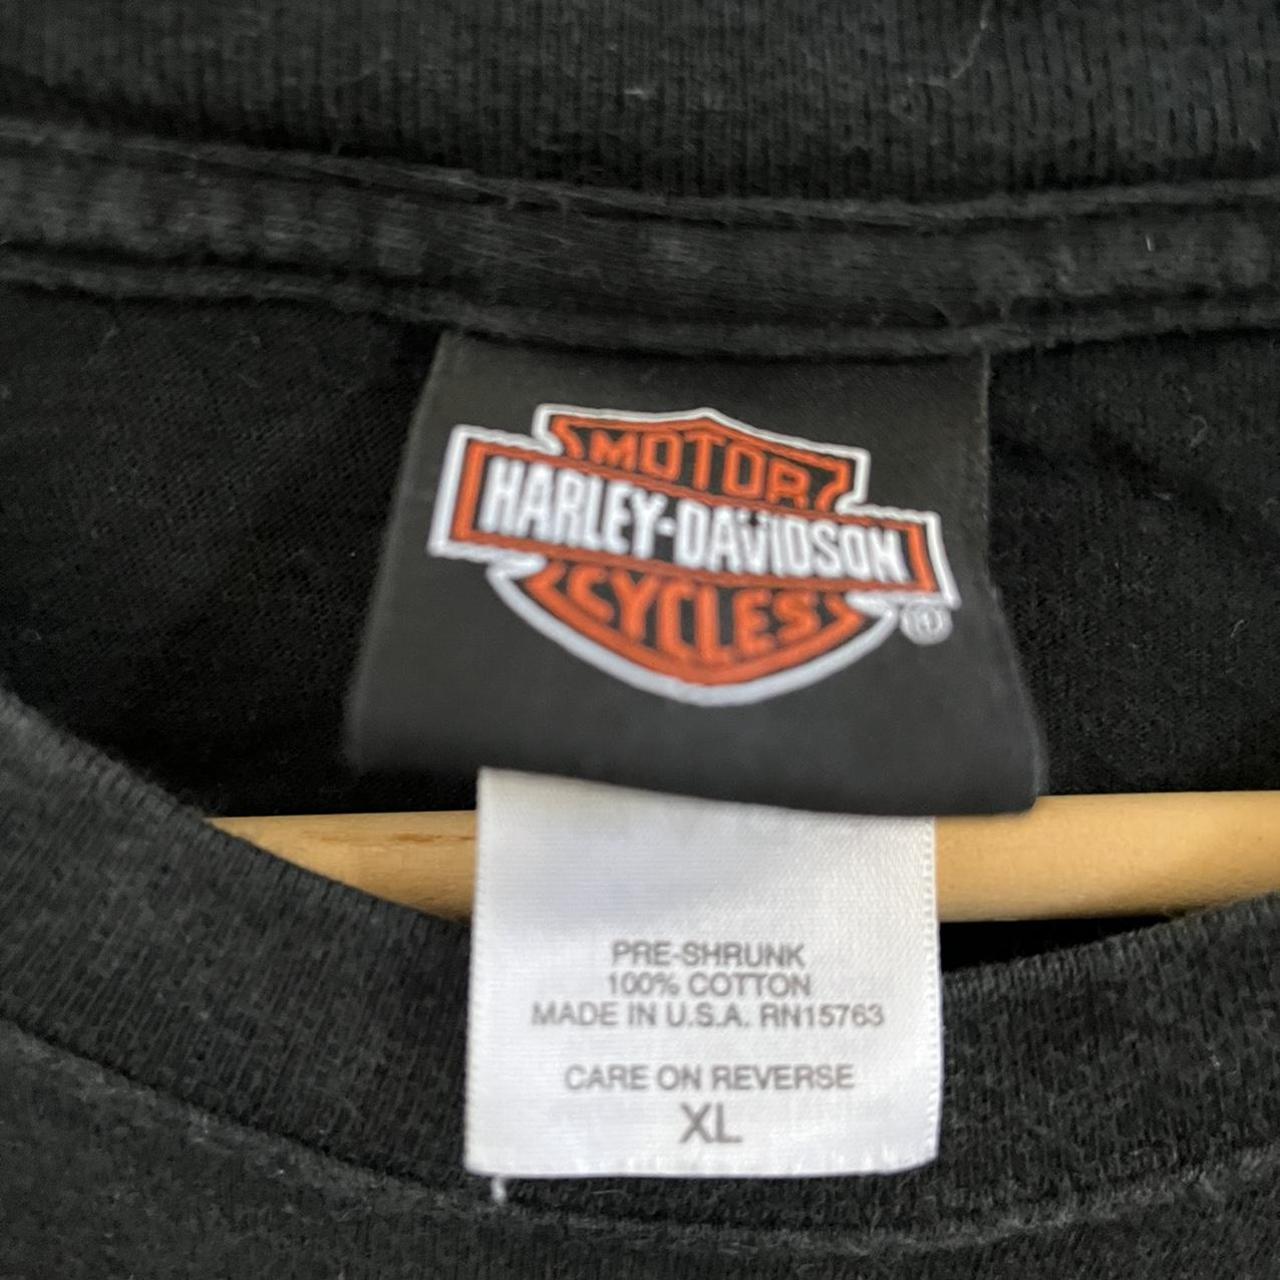 MOTOR
HARLEY-DAVIDSON
CYCLES
®
PRE-SHRUNK
100% COTTON
MADE IN U.S.A. RN15763
CARE ON REVERSE
XL